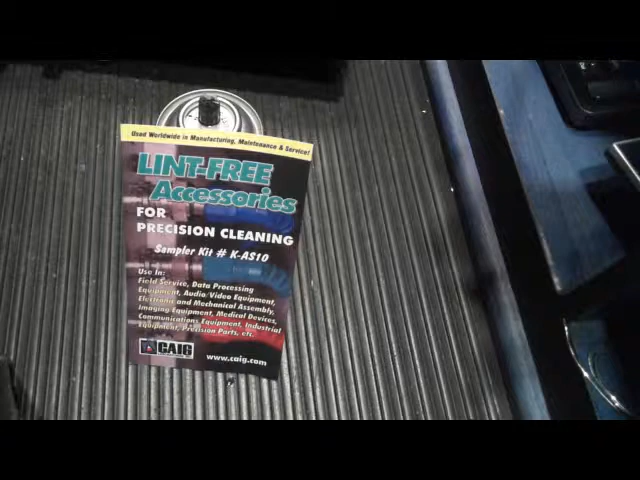 Used Worldwide in Manufacturing, Maintenance & Service!
LINT-FREE
Accessories
FOR
PRECISION CLEANING
Sampler Kit # K-AS10
Use In:
Field Service, Data Processing
Equipment, Audio/Video Equipment,
Electronic and Mechanical Assembly,
Imaging Equipment, Medical Devices,
Communications Equipment, Industrial
Equipment, Precision Parts, etc.
CAIG
www.caig.com